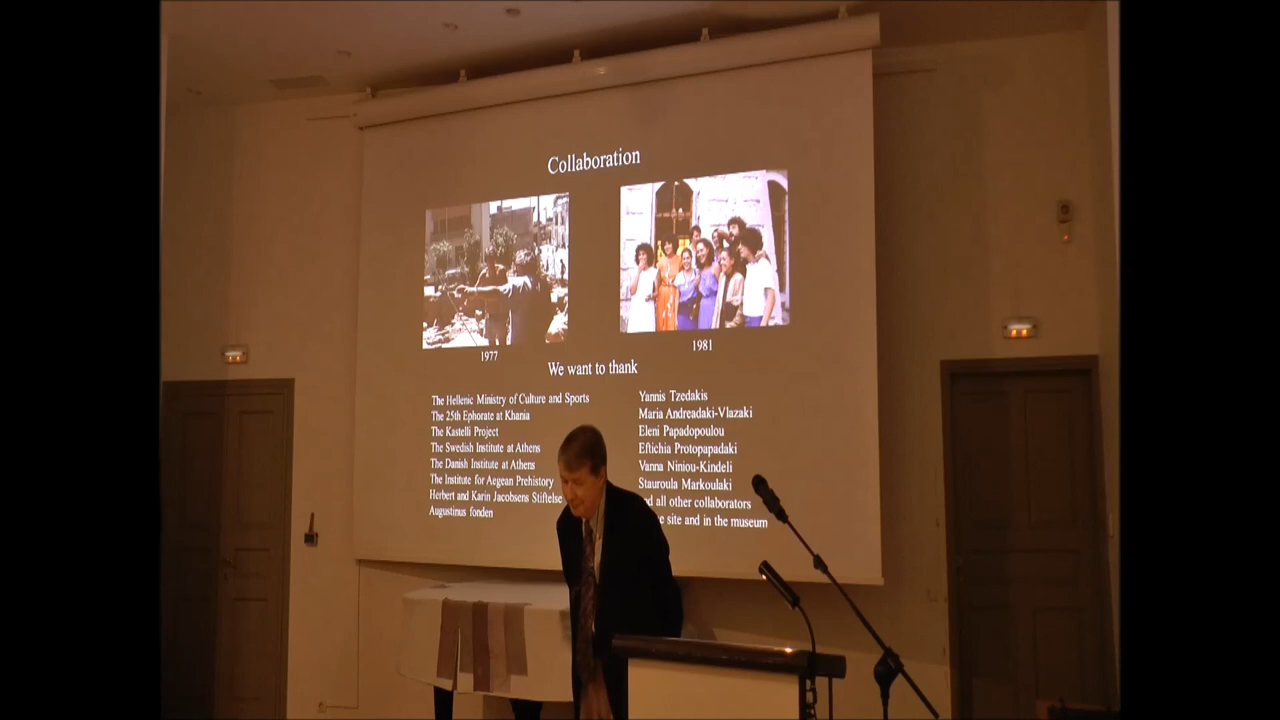 Collaboration
1977
1981
We want to thank
The Hellenic Ministry of Culture and Sports
The 25th Ephorate at Khania
The Kastelli Project
The Swedish Institute at Athens
The Danish Institute at Athens
The Institute for Aegean Prehistory
Herbert and Karin Jacobsens Stiftelse
Augustinus fonden
Yannis Tzedakis
Maria Andreadaki-Vlazaki
Eleni Papadopoulou
Eftichia Protopapadaki
Vanna Niniou-Kindeli
Stauroula Markoulaki
all other collaborators
site and in the museum